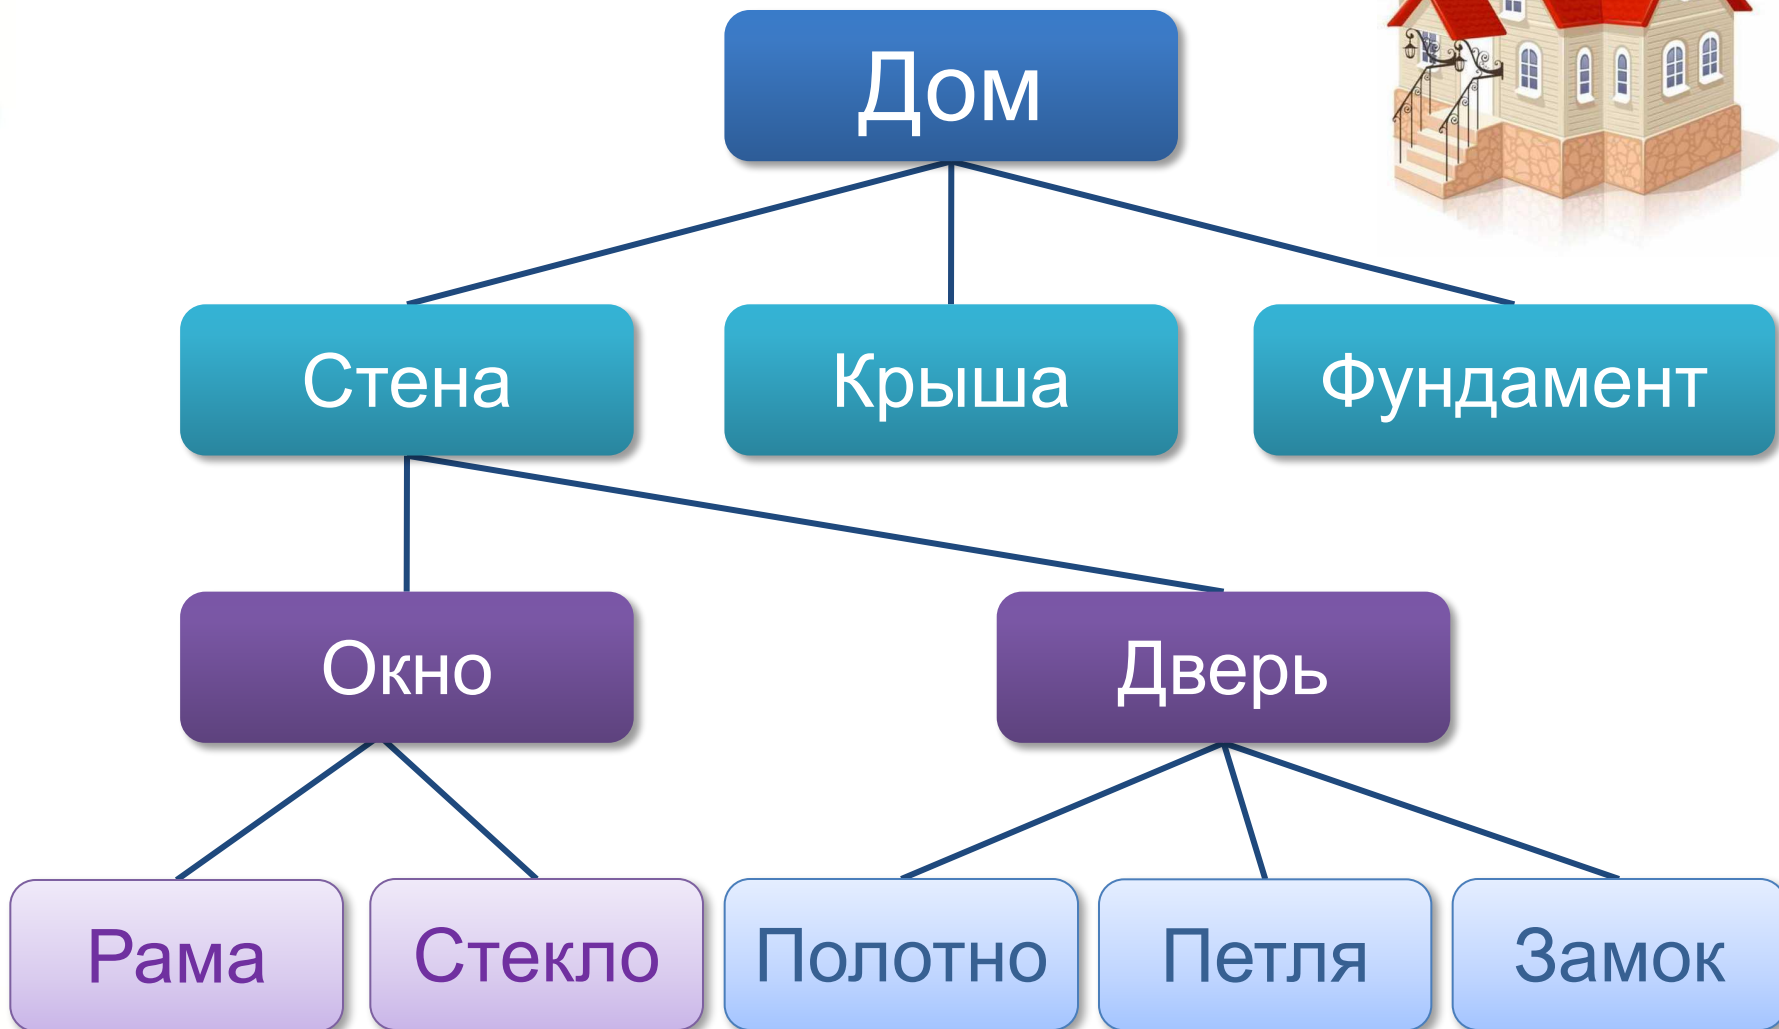 Дом
Стена
Крыша
Фундамент
Окно
Дверь
Рама
Стекло
Полотно
Петля
Замок